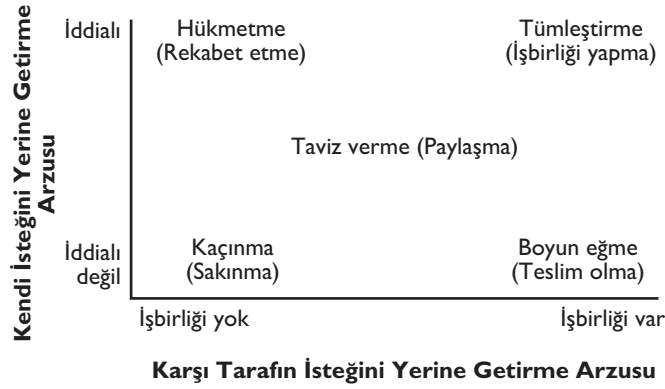 Kendi İsteğini Yerine Getirme
Arzusu
İddialı
Hükmetme
(Rekabet etme)
Tümleştirme
(İşbirliği yapma)
Taviz verme (Paylaşma)
İddialı
değil
Kaçınma
(Sakınma)
Boyun eğme
(Teslim olma)
İşbirliği yok
İşbirliği var
Karşı Tarafın İsteğini Yerine Getirme Arzusu